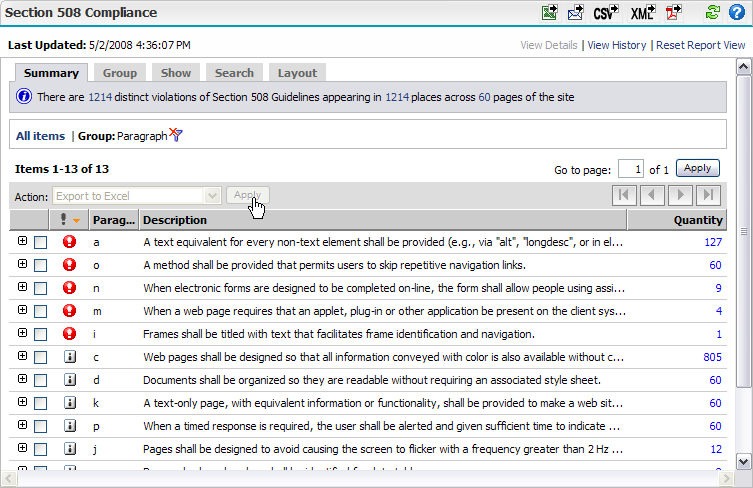 Section 508 Compliance
CSV XML
Last Updated: 5/2/2008 4:36:07 PM View Details | View History | Reset Report View
Summary Group Show Search Layout
There are 1214 distinct violations of Section 508 Guidelines appearing in 1214 places across 60 pages of the site
All items | Group: Paragraph
Items 1-13 of 13 Go to page: 1 of 1 Apply
Action: Export to Excel Apply
Parag... Description Quantity
a A text equivalent for every non-text element shall be provided (e.g., via "alt", "longdesc", or in el... 127
o A method shall be provided that permits users to skip repetitive navigation links. 60
n When electronic forms are designed to be completed on-line, the form shall allow people using assi... 9
m When a web page requires that an applet, plug-in or other application be present on the client sys... 4
i Frames shall be titled with text that facilitates frame identification and navigation. 1
c Web pages shall be designed so that all information conveyed with color is also available without c... 805
d Documents shall be organized so they are readable without requiring an associated style sheet. 60
k A text-only page, with equivalent information or functionality, shall be provided to make a web sit... 60
p When a timed response is required, the user shall be alerted and given sufficient time to indicate ... 60
j Pages shall be designed to avoid causing the screen to flicker with a frequency greater than 2 Hz ... 12